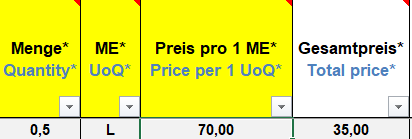 Menge* ME* Preis pro 1 ME* Gesamtpreis*
Quantity* UoQ* Price per 1 UoQ* Total price*
0,5 L 70,00 35,00